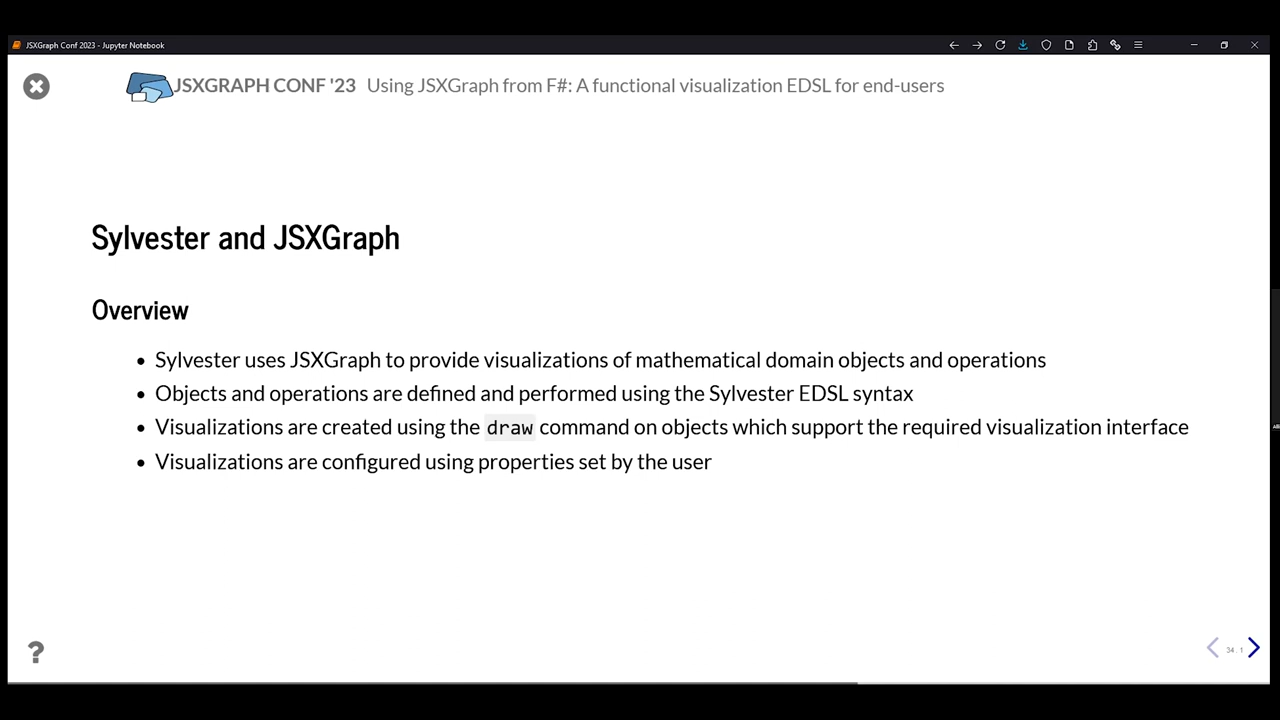 JSXGraph Conf 2023 - Jupyter Notebook
JSXGRAPH CONF '23 Using JSXGraph from F#: A functional visualization EDSL for end-users
Sylvester and JSXGraph
Overview
• Sylvester uses JSXGraph to provide visualizations of mathematical domain objects and operations
• Objects and operations are defined and performed using the Sylvester EDSL syntax
• Visualizations are created using the draw command on objects which support the required visualization interface
• Visualizations are configured using properties set by the user
?
34.1